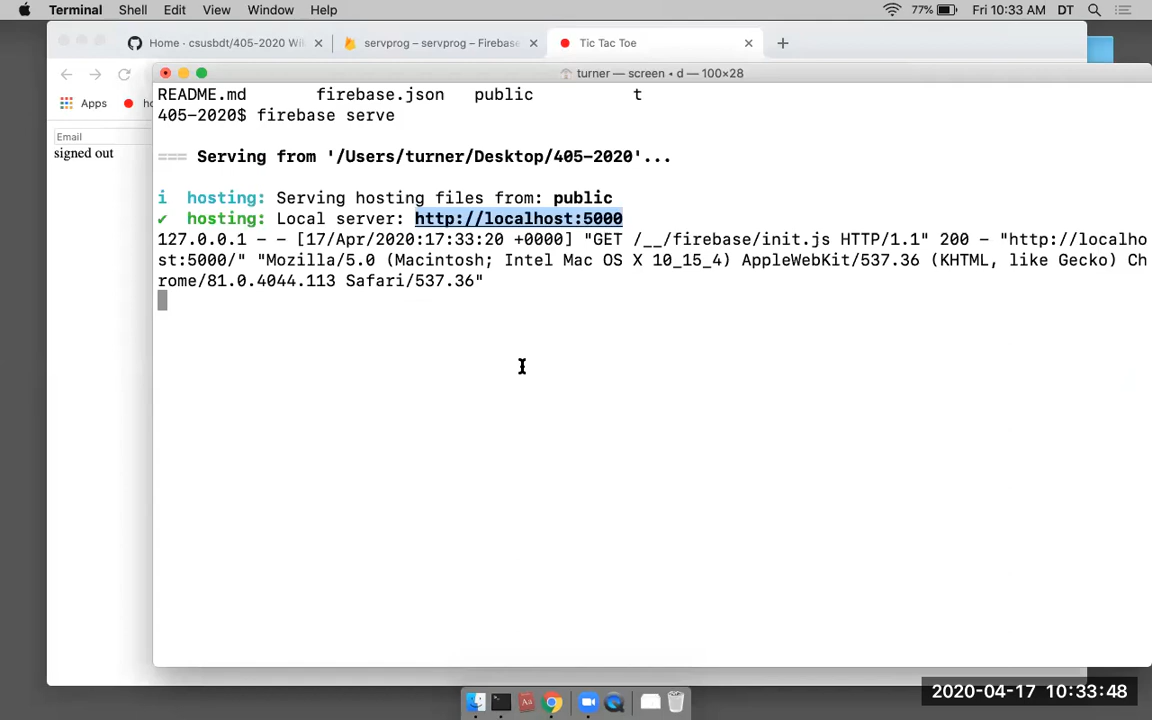 Terminal Shell Edit View Window Help 77% Fri 10:33 AM DT
Home · csusbdt/405-2020 Wi
servprog – servprog – Firebase
Tic Tac Toe
turner — screen • d — 100×28
Apps
Email
signed out
README.md firebase.json public t
405-2020$ firebase serve
=== Serving from '/Users/turner/Desktop/405-2020'...
i hosting: Serving hosting files from: public
✔ hosting: Local server: http://localhost:5000
127.0.0.1 - - [17/Apr/2020:17:33:20 +0000] "GET /__/firebase/init.js HTTP/1.1" 200 - "http://localho
st:5000/" "Mozilla/5.0 (Macintosh; Intel Mac OS X 10_15_4) AppleWebKit/537.36 (KHTML, like Gecko) Ch
rome/81.0.4044.113 Safari/537.36"
2020-04-17 10:33:48